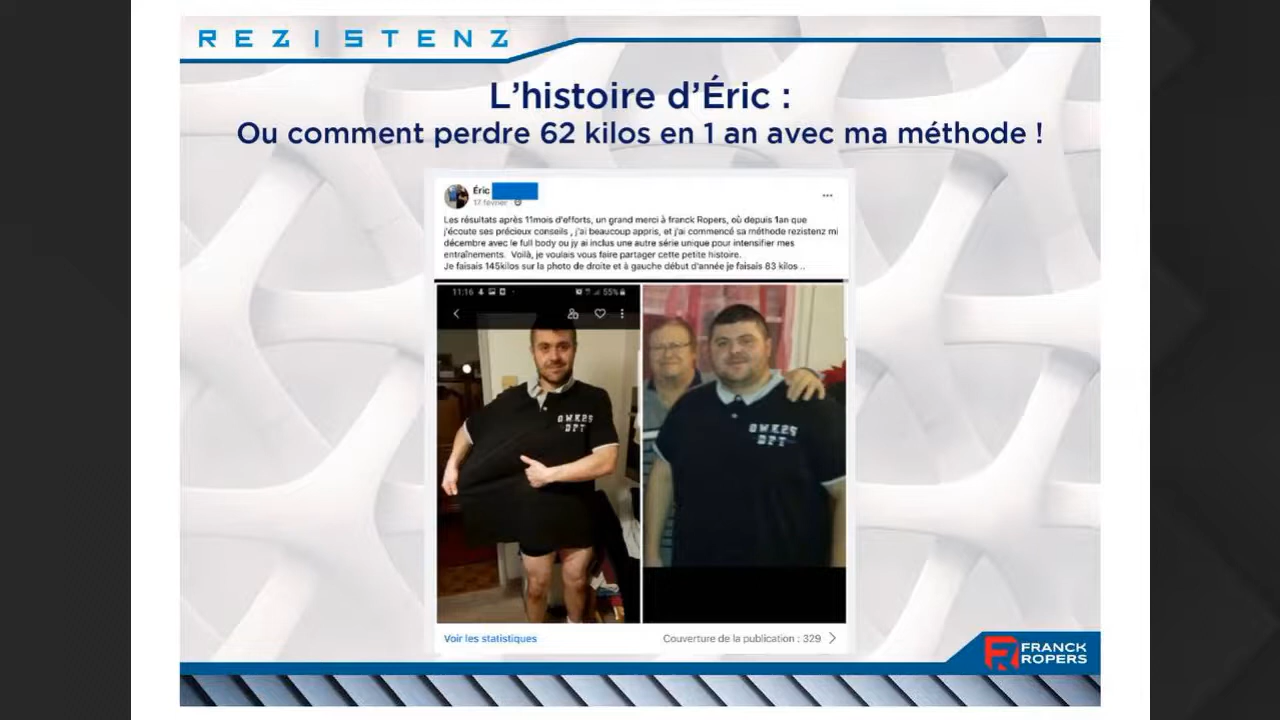 REZISTENZ
L'histoire d'Éric :
Ou comment perdre 62 kilos en 1 an avec ma méthode !
Éric
17 février
Les résultats après 11mois d'efforts, un grand merci à franck Ropers, où depuis 1an que
j'écoute ses précieux conseils , j'ai beaucoup appris, et j'ai commencé sa méthode rezistenz mi
décembre avec le full body ou jy ai inclus une autre série unique pour intensifier mes
entraînements. Voilà, je voulais vous faire partager cette petite histoire.
Je faisais 145kilos sur la photo de droite et à gauche début d'année je faisais 83 kilos ..
11:16
55%
OWK25
DPT
OWK25
DPT
Voir les statistiques
Couverture de la publication : 329
FRANCK
ROPERS